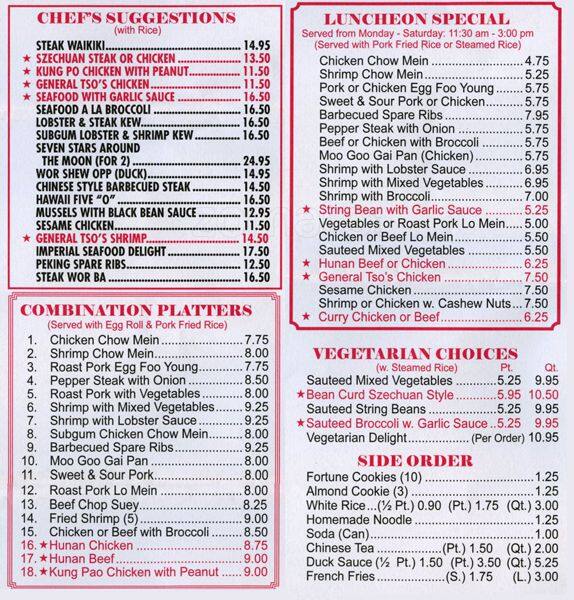 CHEF'S SUGGESTIONS
(with Rice)
STEAK WAIKIKI 14.95
★ SZECHUAN STEAK OR CHICKEN 13.50
★ KUNG PO CHICKEN WITH PEANUT 11.50
★ GENERAL TSO'S CHICKEN 11.50
★ SEAFOOD WITH GARLIC SAUCE 16.50
SEAFOOD A LA BROCCOLI 16.50
LOBSTER & STEAK KEW 16.50
SUBGUM LOBSTER & SHRIMP KEW 16.50
SEVEN STARS AROUND
THE MOON (FOR 2) 24.95
WOR SHEW OPP (DUCK) 14.95
CHINESE STYLE BARBECUED STEAK 14.50
HAWAII FIVE "O" 16.50
MUSSELS WITH BLACK BEAN SAUCE 12.95
SESAME CHICKEN 11.50
★ GENERAL TSO'S SHRIMP 14.50
IMPERIAL SEAFOOD DELIGHT 17.50
PEKING SPARE RIBS 12.50
STEAK WOR BA 16.50
COMBINATION PLATTERS
(Served with Egg Roll & Pork Fried Rice)
1. Chicken Chow Mein 7.75
2. Shrimp Chow Mein 8.00
3. Roast Pork Egg Foo Young 7.75
4. Pepper Steak with Onion 8.50
5. Roast Pork with Vegetables 8.00
6. Shrimp with Mixed Vegetables 9.25
7. Shrimp with Lobster Sauce 9.25
8. Subgum Chicken Chow Mein 8.00
9. Barbecued Spare Ribs 9.25
10. Moo Goo Gai Pan 8.00
11. Sweet & Sour Pork 8.00
12. Roast Pork Lo Mein 8.00
13. Beef Chop Suey 8.25
14. Fried Shrimp (5) 9.00
15. Chicken or Beef with Broccoli 8.50
16. ★ Hunan Chicken 8.75
17. ★ Hunan Beef 9.00
18. ★ Kung Pao Chicken with Peanut 9.00
LUNCHEON SPECIAL
Served from Monday - Saturday: 11:30 am - 3:00 pm
(Served with Pork Fried Rice or Steamed Rice)
Chicken Chow Mein 4.75
Shrimp Chow Mein 5.25
Pork or Chicken Egg Foo Young 5.25
Sweet & Sour Pork or Chicken 5.75
Barbecued Spare Ribs 7.95
Pepper Steak with Onion 5.75
Beef or Chicken with Broccoli 5.75
Moo Goo Gai Pan (Chicken) 5.75
Shrimp with Lobster Sauce 6.95
Shrimp with Mixed Vegetables 6.95
Shrimp with Broccoli 7.00
★ String Bean with Garlic Sauce 5.25
Vegetables or Roast Pork Lo Mein 5.00
Chicken or Beef Lo Mein 5.50
Sauteed Mixed Vegetables 5.50
★ Hunan Beef or Chicken 6.25
★ General Tso's Chicken 7.50
Sesame Chicken 7.50
Shrimp or Chicken w. Cashew Nuts 7.50
★ Curry Chicken or Beef 6.25
VEGETARIAN CHOICES
(w. Steamed Rice) Pt. Qt.
Sauteed Mixed Vegetables 5.25 9.95
★ Bean Curd Szechuan Style 5.95 10.50
Sauteed String Beans 5.25 9.95
★ Sauteed Broccoli w. Garlic Sauce 5.25 9.95
Vegetarian Delight (Per Order) 10.95
SIDE ORDER
Fortune Cookies (10) 1.25
Almond Cookie (3) 1.25
White Rice (½ Pt.) 0.90 (Pt.) 1.75 (Qt.) 3.00
Homemade Noodle 1.25
Soda (Can) 1.00
Chinese Tea (Pt.) 1.50 (Qt.) 2.00
Duck Sauce (½ Pt.) 1.50 (Pt.) 3.50 (Qt.) 5.25
French Fries (S.) 1.75 (L.) 3.00